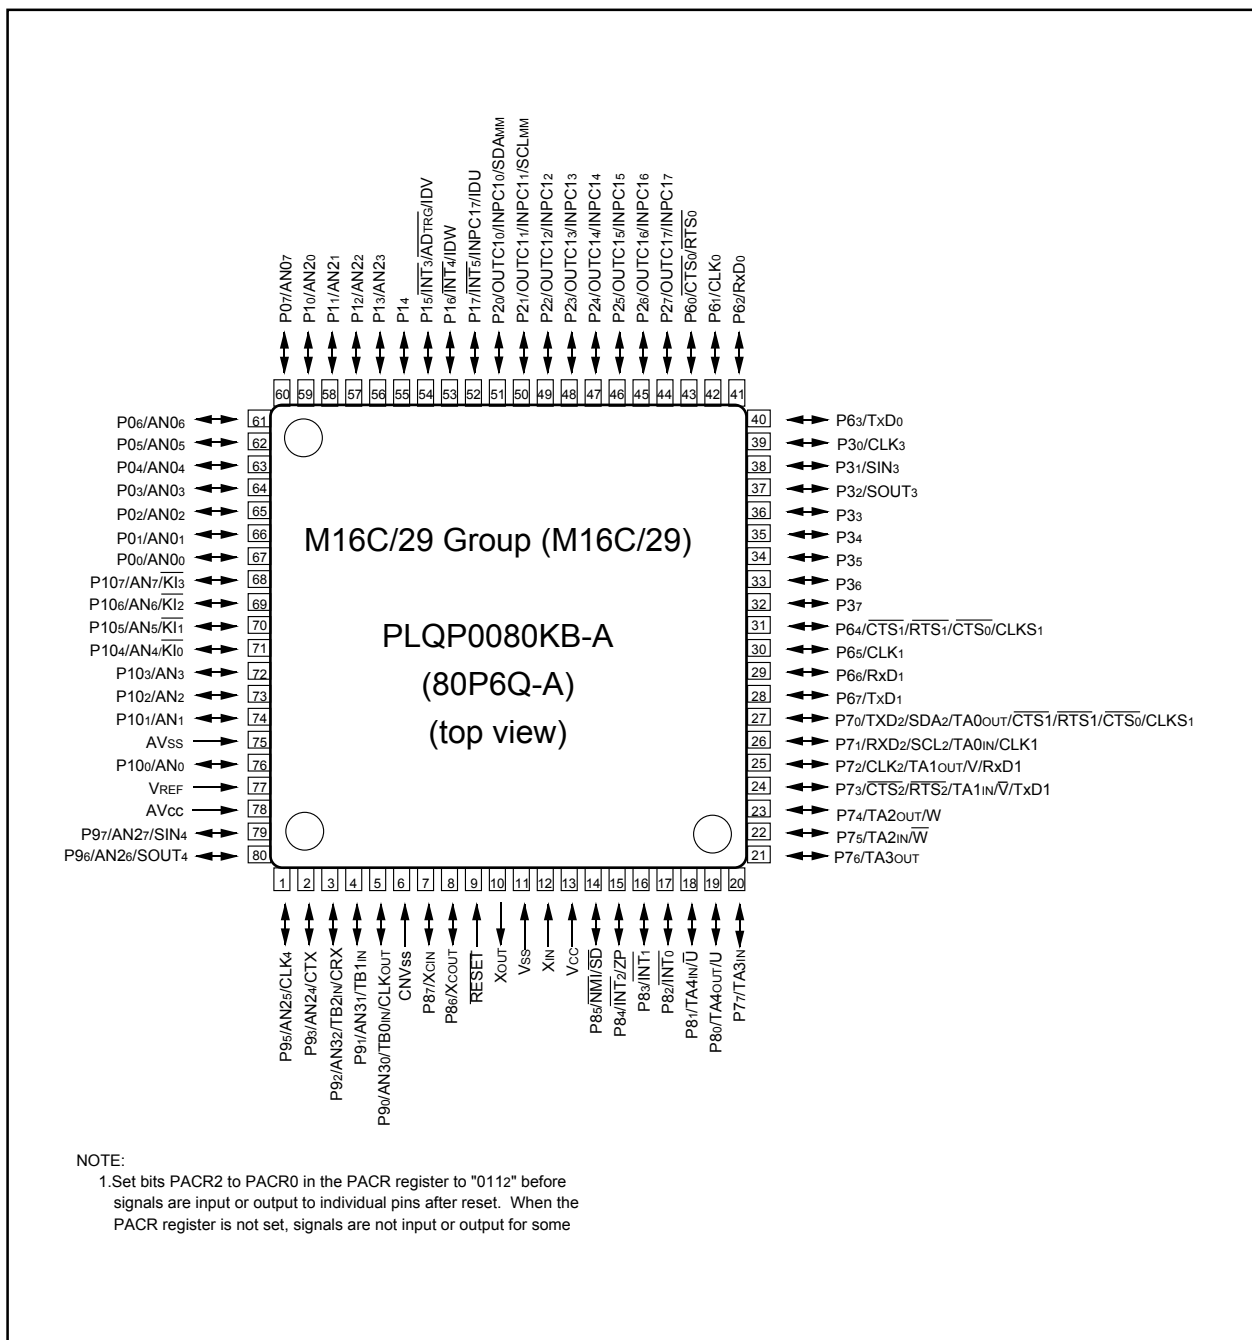 P07/AN07
P10/AN20
P11/AN21
P12/AN22
P13/AN23
P14
P15/INT3/ADTRG/IDV
P16/INT4/IDW
P17/INT5/INPC17/IDU
P20/OUTC10/INPC10/SDAMM
P21/OUTC11/INPC11/SCLMM
P22/OUTC12/INPC12
P23/OUTC13/INPC13
P24/OUTC14/INPC14
P25/OUTC15/INPC15
P26/OUTC16/INPC16
P27/OUTC17/INPC17
P60/CTS0/RTS0
P61/CLK0
P62/RxD0
60 59 58 57 56 55 54 53 52 51 50 49 48 47 46 45 44 43 42 41
P06/AN06 61
P05/AN05 62
P04/AN04 63
P03/AN03 64
P02/AN02 65
P01/AN01 66
P00/AN00 67
P107/AN7/KI3 68
P106/AN6/KI2 69
P105/AN5/KI1 70
P104/AN4/KI0 71
P103/AN3 72
P102/AN2 73
P101/AN1 74
AVSS 75
P100/AN0 76
VREF 77
AVCC 78
P97/AN27/SIN4 79
P96/AN26/SOUT4 80
M16C/29 Group (M16C/29)
PLQP0080KB-A
(80P6Q-A)
(top view)
40 P63/TxD0
39 P30/CLK3
38 P31/SIN3
37 P32/SOUT3
36 P33
35 P34
34 P35
33 P36
32 P37
31 P64/CTS1/RTS1/CTS0/CLKS1
30 P65/CLK1
29 P66/RxD1
28 P67/TxD1
27 P70/TXD2/SDA2/TA0OUT/CTS1/RTS1/CTS0/CLKS1
26 P71/RXD2/SCL2/TA0IN/CLK1
25 P72/CLK2/TA1OUT/V/RxD1
24 P73/CTS2/RTS2/TA1IN/V/TxD1
23 P74/TA2OUT/W
22 P75/TA2IN/W
21 P76/TA3OUT
1 2 3 4 5 6 7 8 9 10 11 12 13 14 15 16 17 18 19 20
P95/AN25/CLK4
P93/AN24/CTX
P92/AN32/TB2IN/CRX
P91/AN31/TB1IN
P90/AN30/TB0IN/CLKOUT
CNVSS
P87/XCIN
P86/XCOUT
RESET
XOUT
VSS
XIN
VCC
P85/NMI/SD
P84/INT2/ZP
P83/INT1
P82/INT0
P81/TA4IN/U
P80/TA4OUT/U
P77/TA3IN
NOTE:
1.Set bits PACR2 to PACR0 in the PACR register to "0112" before
signals are input or output to individual pins after reset. When the
PACR register is not set, signals are not input or output for some